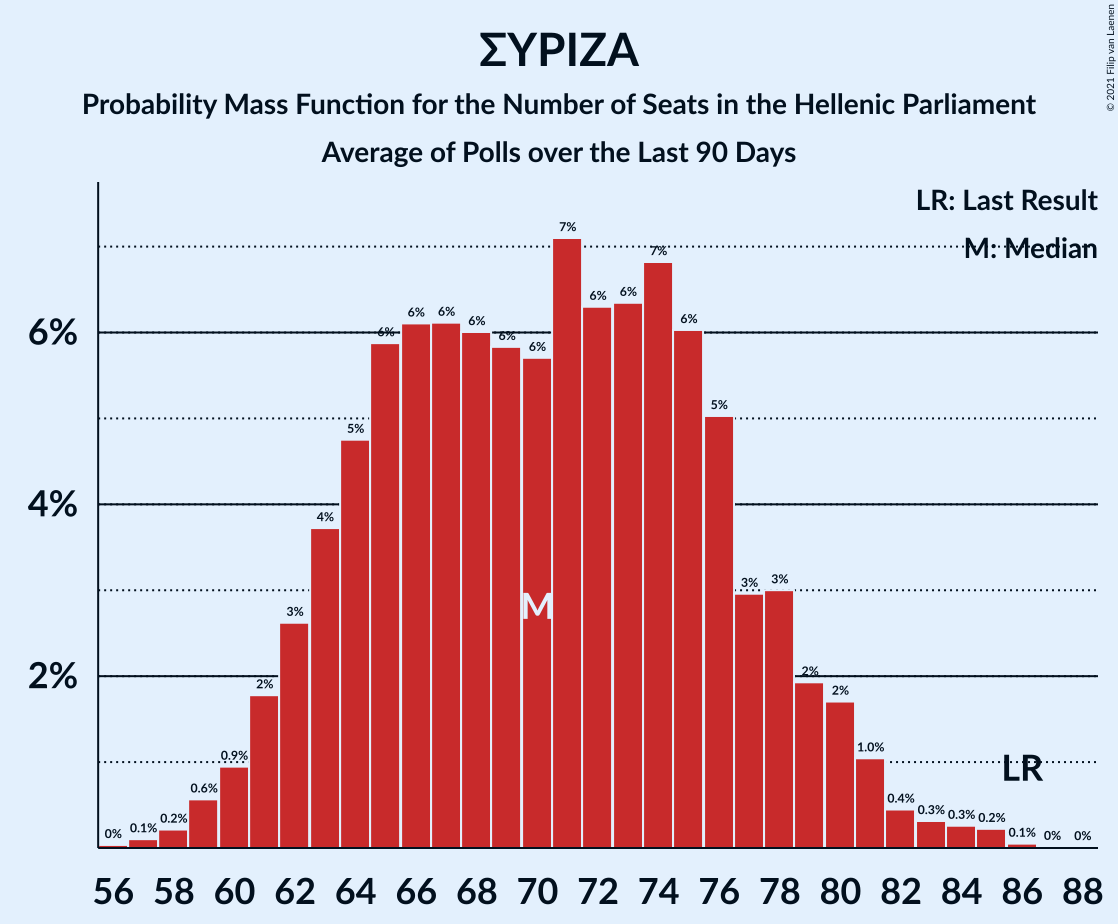 ΣΥΡΙΖΑ
Probability Mass Function for the Number of Seats in the Hellenic Parliament
Average of Polls over the Last 90 Days
© 2021 Filip van Laenen
LR: Last Result
M: Median
6%
4%
2%
0% 0.1% 0.2% 0.6% 0.9% 2% 3% 4% 5% 6% 6% 6% 6% 6% 6% 7% 6% 6% 7% 6% 5% 3% 3% 2% 2% 1.0% 0.4% 0.3% 0.3% 0.2% 0.1% 0% 0%
M
LR
56 58 60 62 64 66 68 70 72 74 76 78 80 82 84 86 88